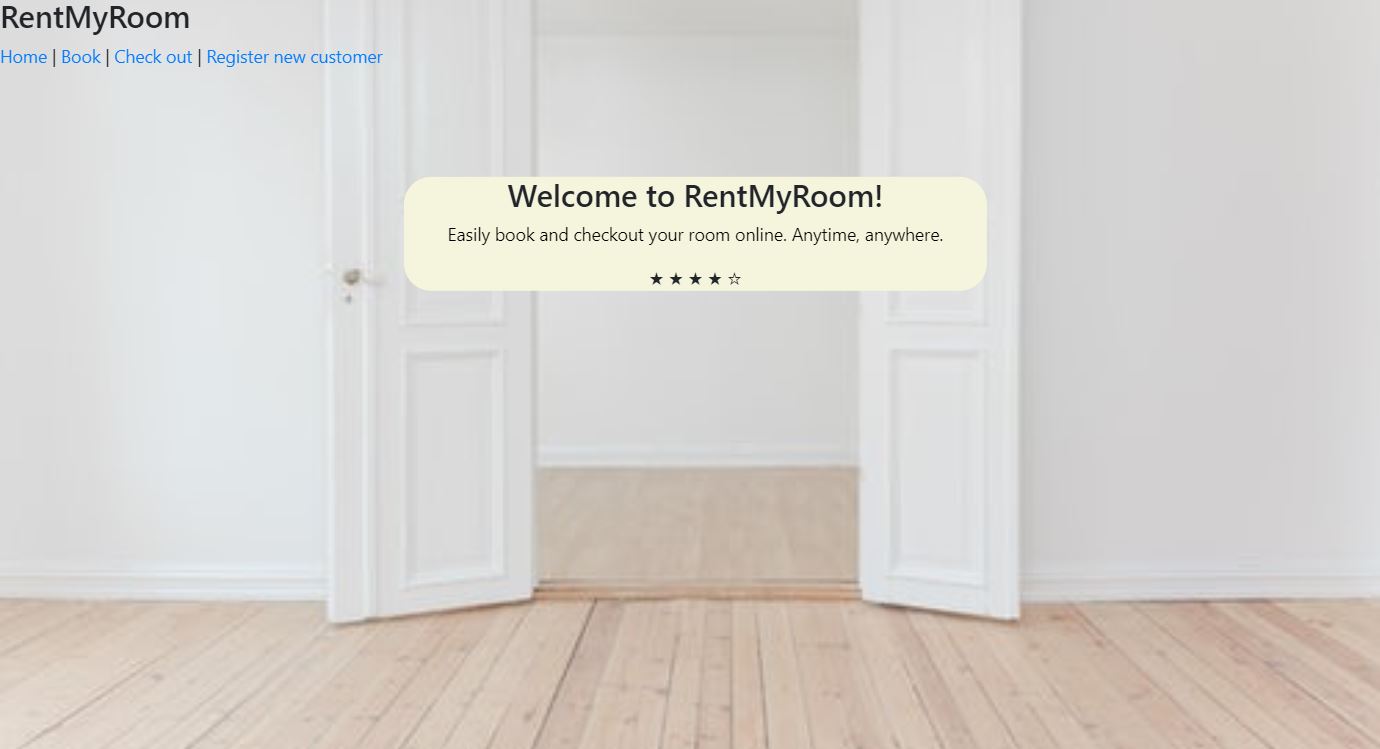 RentMyRoom
Home | Book | Check out | Register new customer
Welcome to RentMyRoom!
Easily book and checkout your room online. Anytime, anywhere.
★ ★ ★ ★ ☆